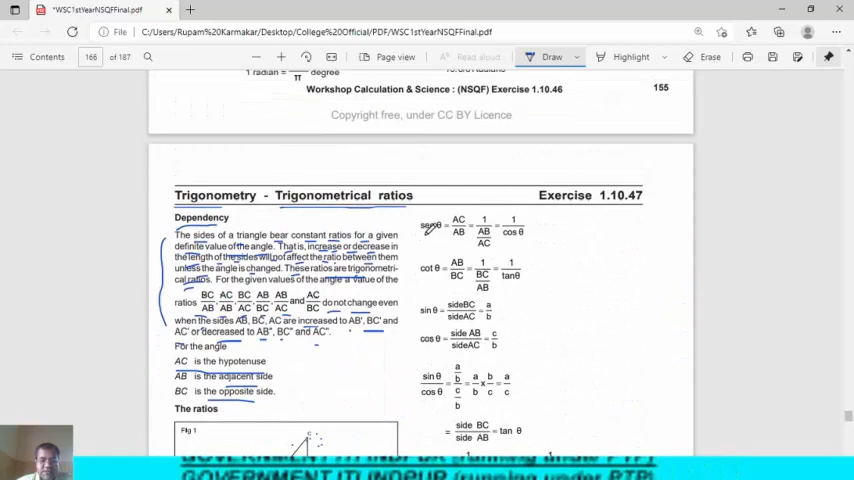 *WSC1stYearNSQFFinal.pdf
File
C:/Users/Rupam%20Karmakar/Desktop/College%20Official/PDF/WSC1stYearNSQFFinal.pdf
Contents
166 of 187
Page view
Read aloud
Draw
Highlight
Erase
1 radian = degree
π
Workshop Calculation & Science : (NSQF) Exercise 1.10.46
155
Copyright free, under CC BY Licence
Trigonometry - Trigonometrical ratios
Exercise 1.10.47
Dependency
The sides of a triangle bear constant ratios for a given
definite value of the angle. That is, increase or decrease in
the length of the sides will not affect the ratio between them
unless the angle is changed. These ratios are trigonometri-
cal ratios. For the given values of the angle a value of the
ratios BC/AB, AC/AB, BC/AC, AB/BC, AB/AC and AC/BC do not change even
when the sides AB, BC, AC are increased to AB', BC' and
AC' or decreased to AB", BC" and AC".
For the angle
AC is the hypotenuse
AB is the adjacent side
BC is the opposite side.
The ratios
Fig 1
C
secθ = AC/AB = 1/(AB/AC) = 1/cos θ
cot θ = AB/BC = 1/(BC/AB) = 1/tanθ
sin θ = sideBC/sideAC = a/b
cosθ = side AB/sideAC = c/b
sin θ/cos θ = (a/b)/(c/b) = a/b x b/c = a/c
= side BC/side AB = tan θ
1 1
GOVERNMENT ITI INDPUR (running under PTP)